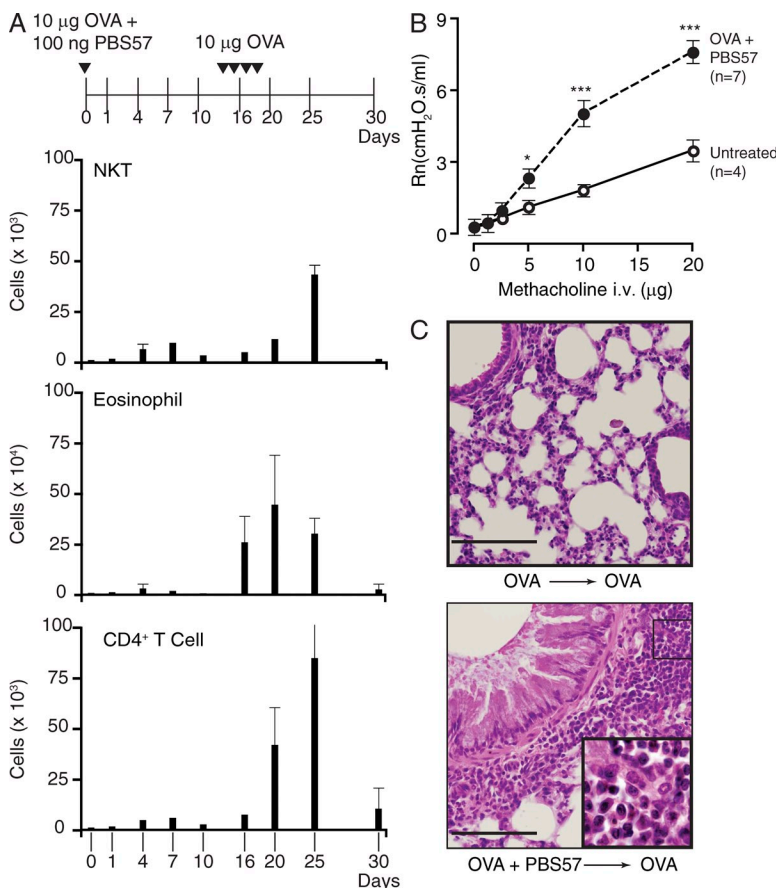 A
10 µg OVA +
100 ng PBS57
10 µg OVA
0 1 4 7 10 16 20 25 30
Days
NKT
Cells (x 10³)
100
75
50
25
0
Eosinophil
Cells (x 10⁴)
100
75
50
25
0
CD4⁺ T Cell
Cells (x 10³)
100
75
50
25
0
0 1 4 7 10 16 20 25 30
Days
B
Rn(cmH₂O.s/ml)
9
6
3
0
*
***
***
OVA +
PBS57
(n=7)
Untreated
(n=4)
0 5 10 15 20
Methacholine i.v. (µg)
C
OVA → OVA
OVA + PBS57 → OVA